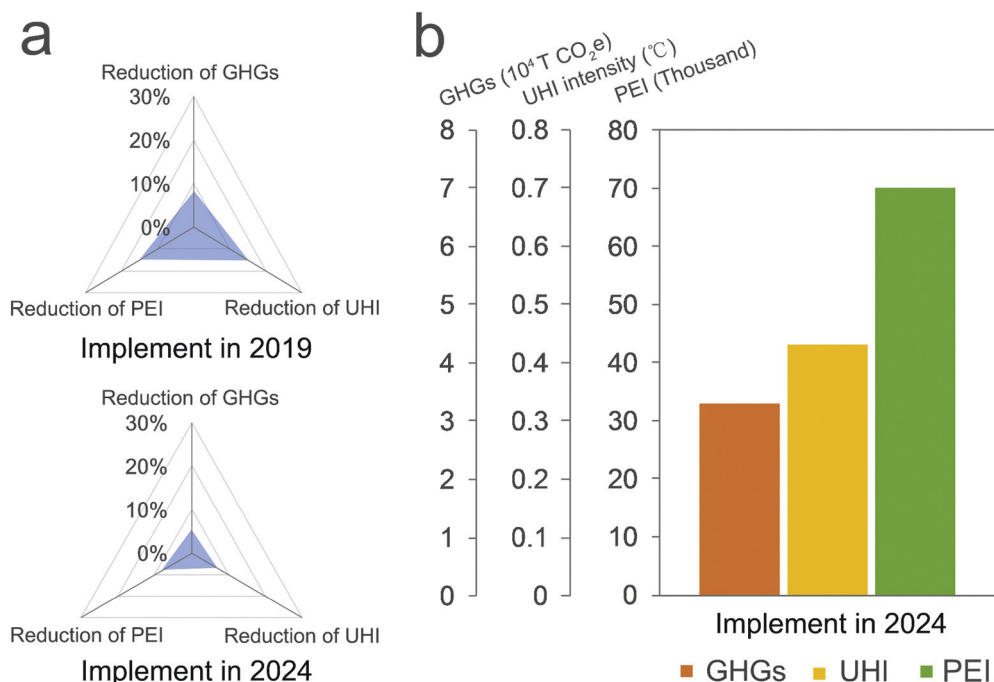 a
Reduction of GHGs
30%
20%
10%
0%
Reduction of PEI
Reduction of UHI
Implement in 2019
Reduction of GHGs
30%
20%
10%
0%
Reduction of PEI
Reduction of UHI
Implement in 2024
b
GHGs (10⁴ T CO₂e)
UHI intensity (℃)
PEI (Thousand)
8
7
6
5
4
3
2
1
0
0.8
0.7
0.6
0.5
0.4
0.3
0.2
0.1
0
80
70
60
50
40
30
20
10
0
Implement in 2024
GHGs UHI PEI